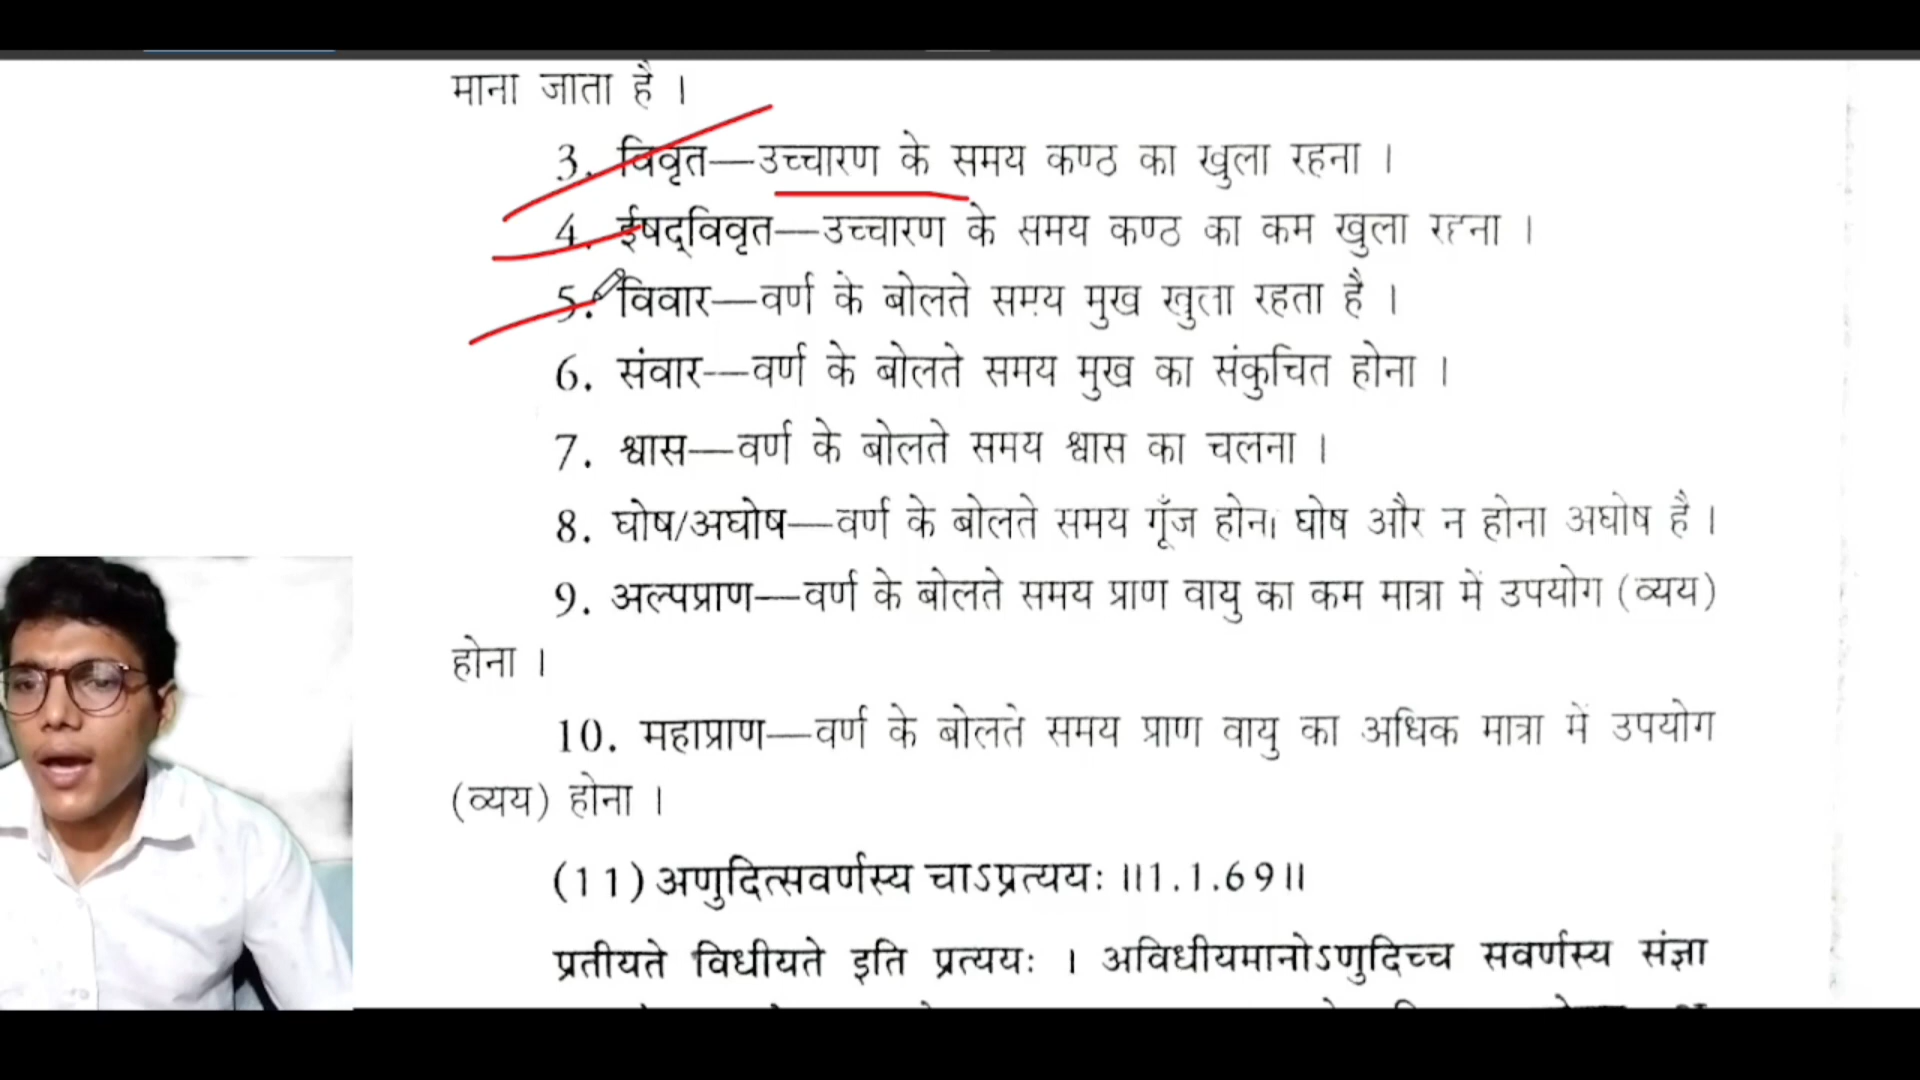 माना जाता है ।
3. विवृत—उच्चारण के समय कण्ठ का खुला रहना ।
4. ईषद्‌विवृत—उच्चारण के समय कण्ठ का कम खुला रहना ।
5. विवार—वर्ण के बोलते समय मुख खुला रहता है ।
6. संवार—वर्ण के बोलते समय मुख का संकुचित होना ।
7. श्वास—वर्ण के बोलते समय श्वास का चलना ।
8. घोष/अघोष—वर्ण के बोलते समय गूँज होना घोष और न होना अघोष है ।
9. अल्पप्राण—वर्ण के बोलते समय प्राण वायु का कम मात्रा में उपयोग (व्यय)
होना ।
10. महाप्राण—वर्ण के बोलते समय प्राण वायु का अधिक मात्रा में उपयोग
(व्यय) होना ।
(11) अणुदित्सवर्णस्य चाऽप्रत्ययः ॥1.1.69॥
प्रतीयते विधीयते इति प्रत्ययः । अविधीयमानोऽणुदिच्च सवर्णस्य संज्ञा